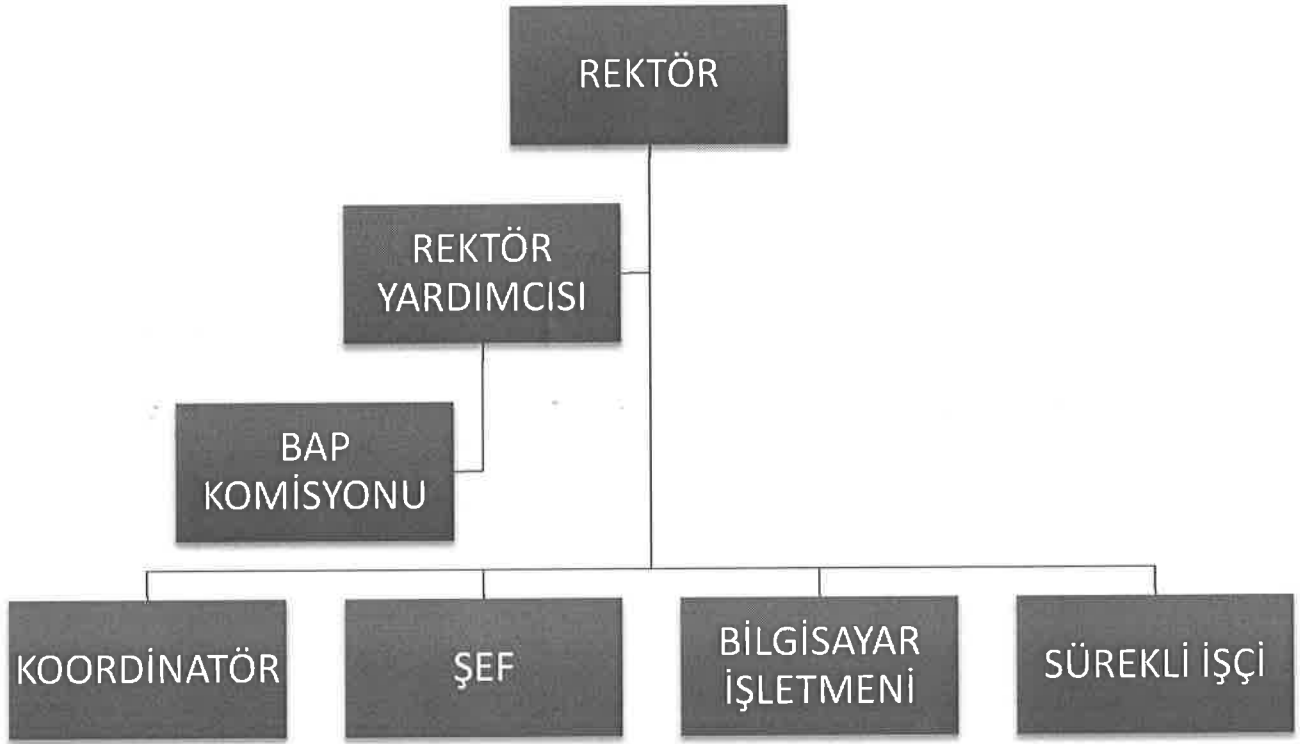 REKTÖR
REKTÖR
YARDIMCISI
BAP
KOMİSYONU
KOORDİNATÖR
ŞEF
BİLGİSAYAR
İŞLETMENİ
SÜREKLİ İŞÇİ